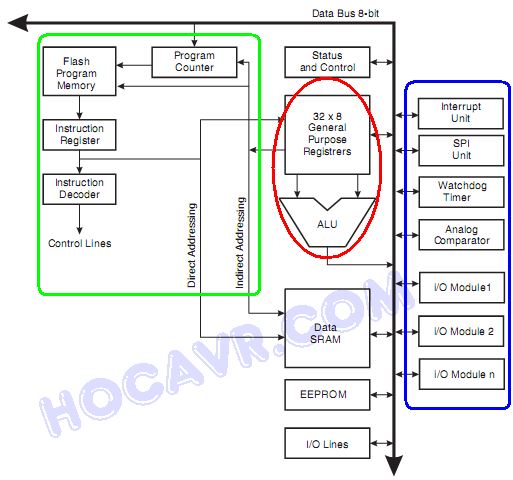 Data Bus 8-bit
Flash
Program
Memory
Program
Counter
Status
and Control
Instruction
Register
Instruction
Decoder
Control Lines
Direct Addressing
Indirect Addressing
32 x 8
General
Purpose
Registrers
ALU
Data
SRAM
EEPROM
I/O Lines
Interrupt
Unit
SPI
Unit
Watchdog
Timer
Analog
Comparator
I/O Module1
I/O Module 2
I/O Module n
HOCAVR.COM